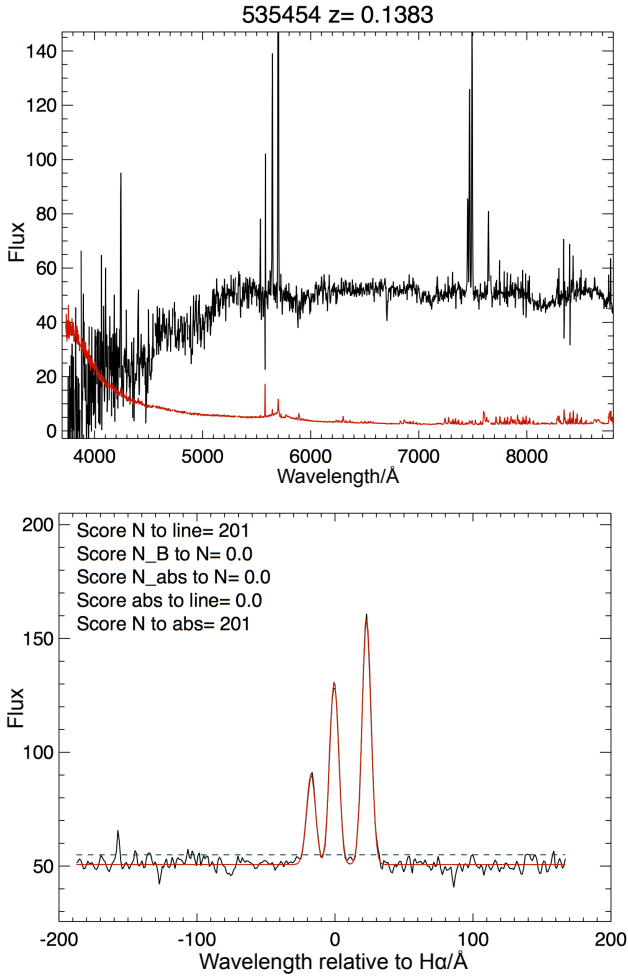 535454 z= 0.1383
140
120
100
80
60
40
20
0
Flux
4000 5000 6000 7000 8000
Wavelength/Å
200
150
100
50
Flux
Score N to line= 201
Score N_B to N= 0.0
Score N_abs to N= 0.0
Score abs to line= 0.0
Score N to abs= 201
-200 -100 0 100 200
Wavelength relative to Hα/Å